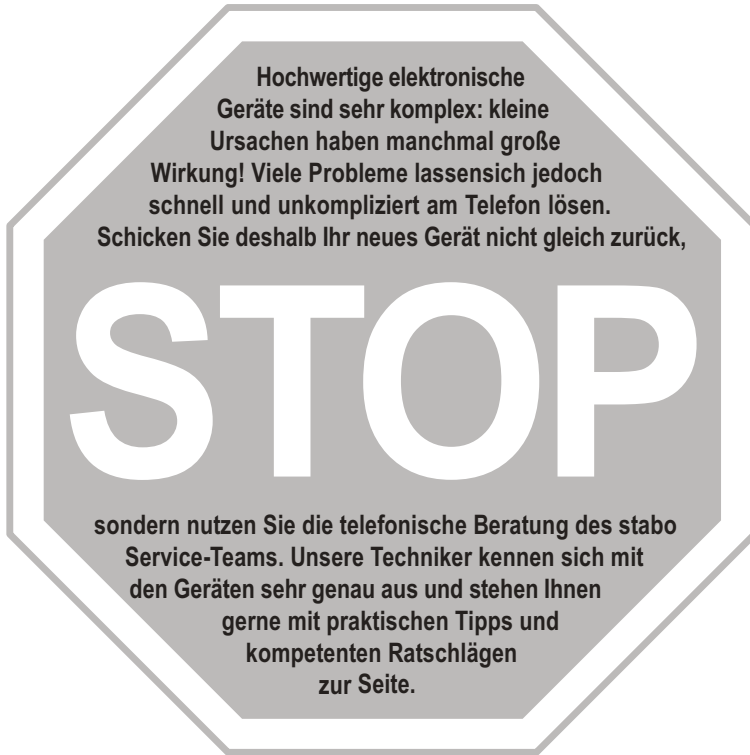 Hochwertige elektronische
Geräte sind sehr komplex: kleine
Ursachen haben manchmal große
Wirkung! Viele Probleme lassensich jedoch
schnell und unkompliziert am Telefon lösen.
Schicken Sie deshalb Ihr neues Gerät nicht gleich zurück,
STOP
sondern nutzen Sie die telefonische Beratung des stabo
Service-Teams. Unsere Techniker kennen sich mit
den Geräten sehr genau aus und stehen Ihnen
gerne mit praktischen Tipps und
kompetenten Ratschlägen
zur Seite.